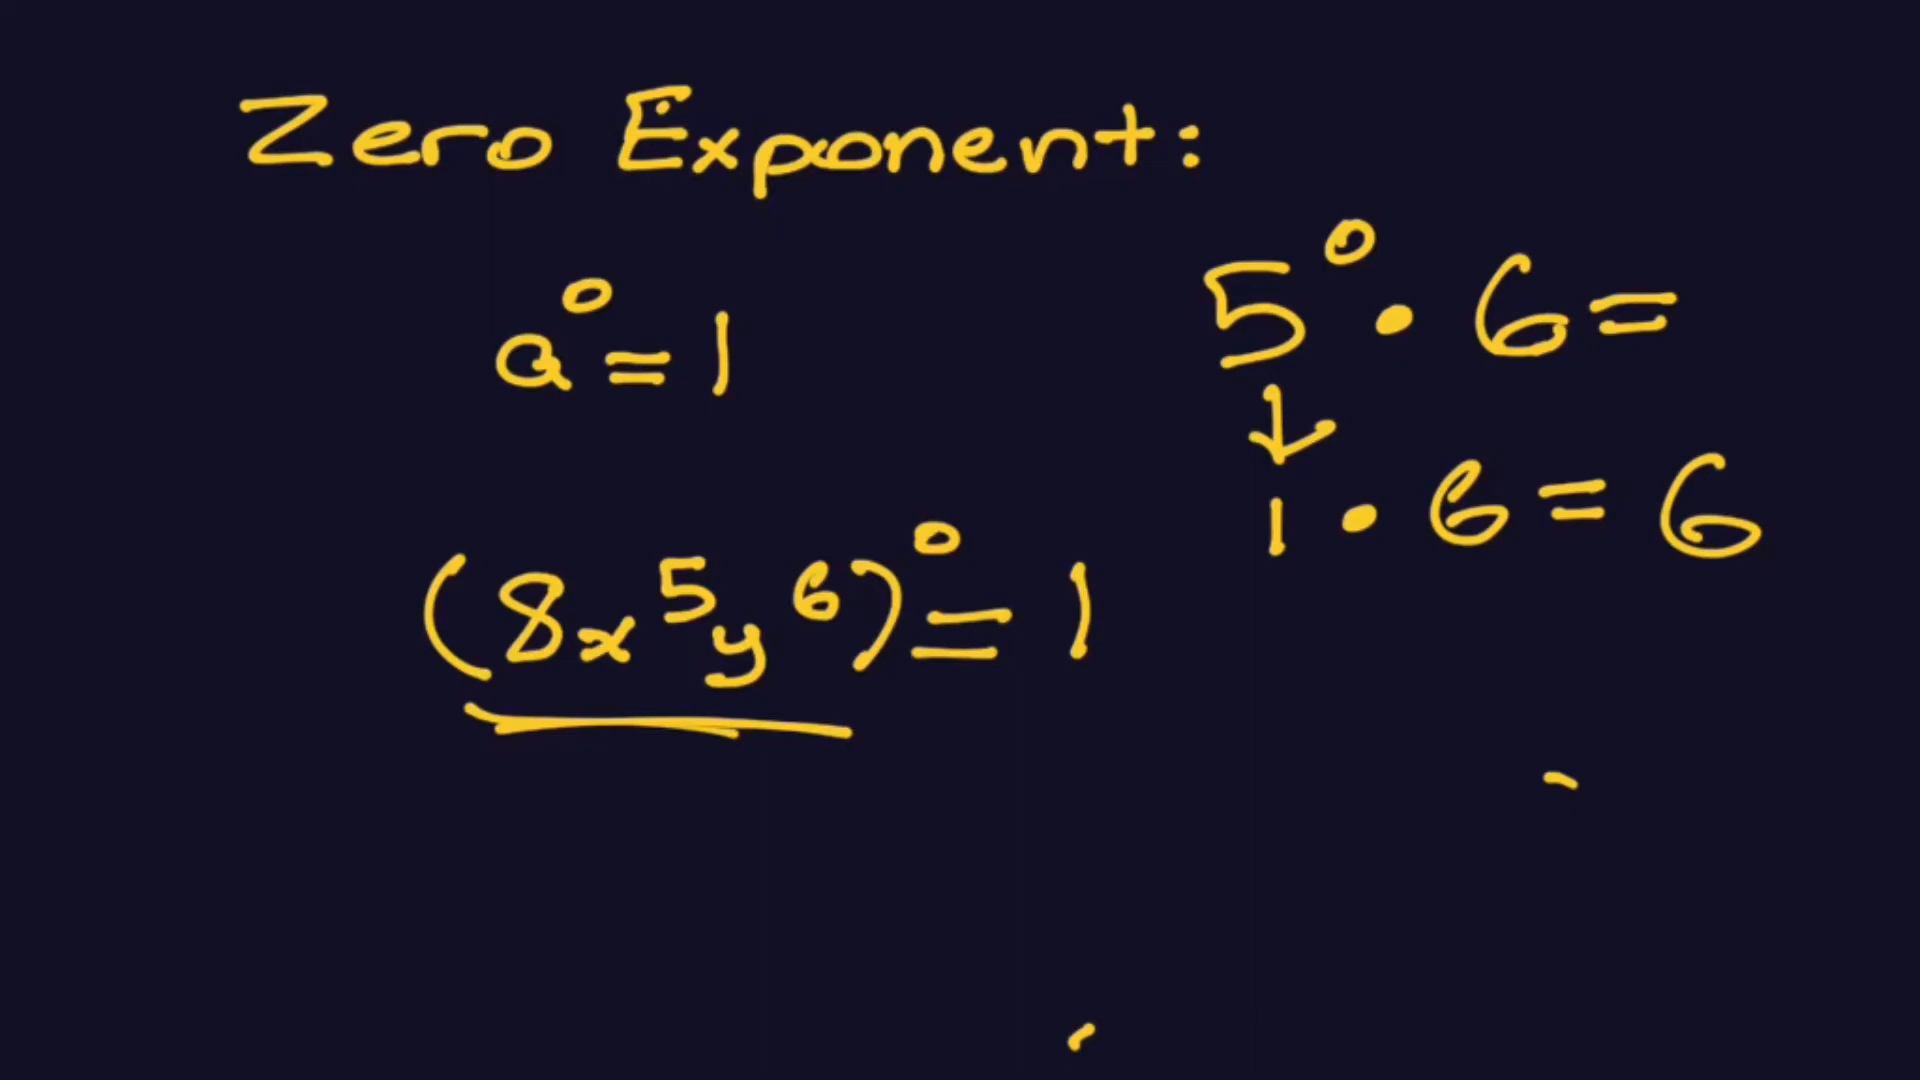 Zero Exponent:
a⁰=1
5⁰·6=
1·6=6
(8x⁵y⁶)⁰=1